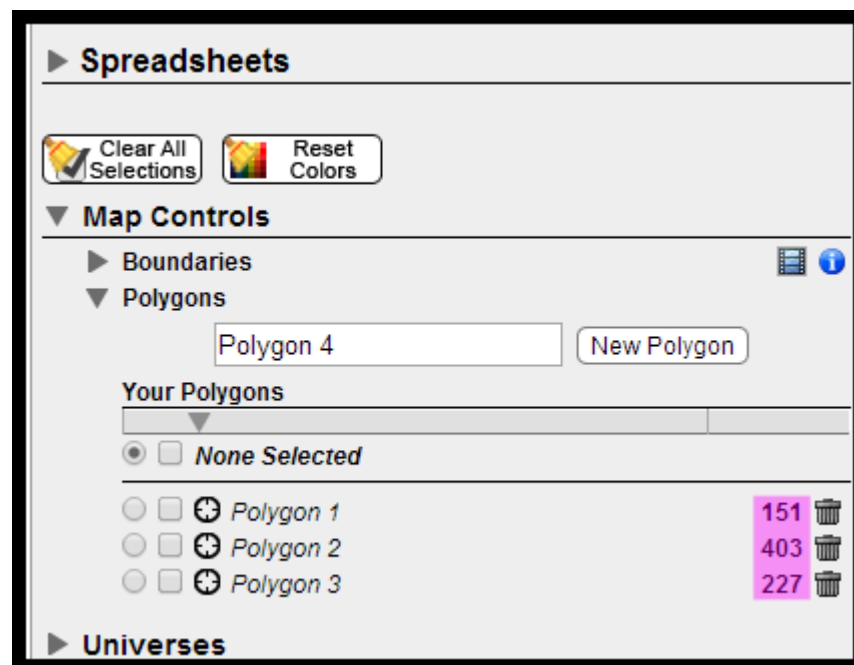 Spreadsheets
Clear All
Selections
Reset
Colors
Map Controls
Boundaries
Polygons
Polygon 4
New Polygon
Your Polygons
None Selected
Polygon 1 151
Polygon 2 403
Polygon 3 227
Universes